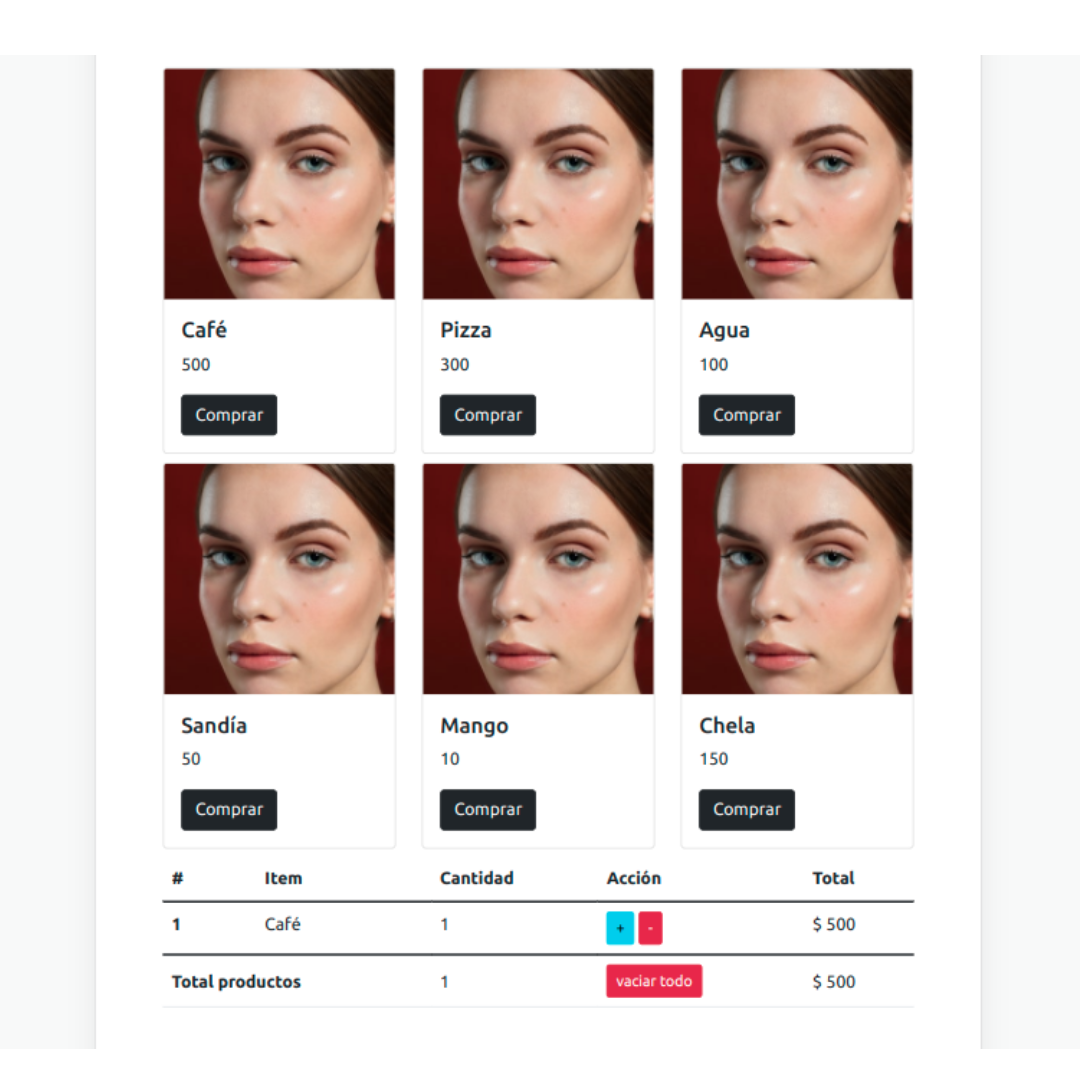 Café Pizza Agua
500 300 100
Comprar Comprar Comprar
Sandía Mango Chela
50 10 150
Comprar Comprar Comprar
# Item Cantidad Acción Total
1 Café 1 + - $ 500
Total productos 1 vaciar todo $ 500